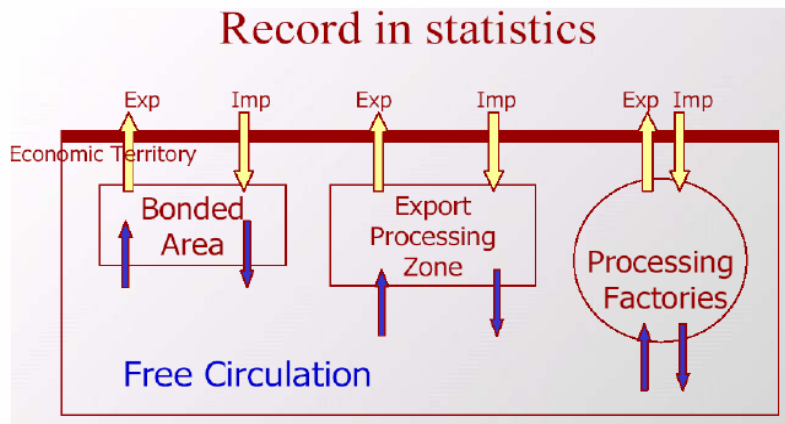 Record in statistics
Exp Imp Exp Imp Exp Imp
Economic Territory
Bonded
Area
Export
Processing
Zone
Processing
Factories
Free Circulation